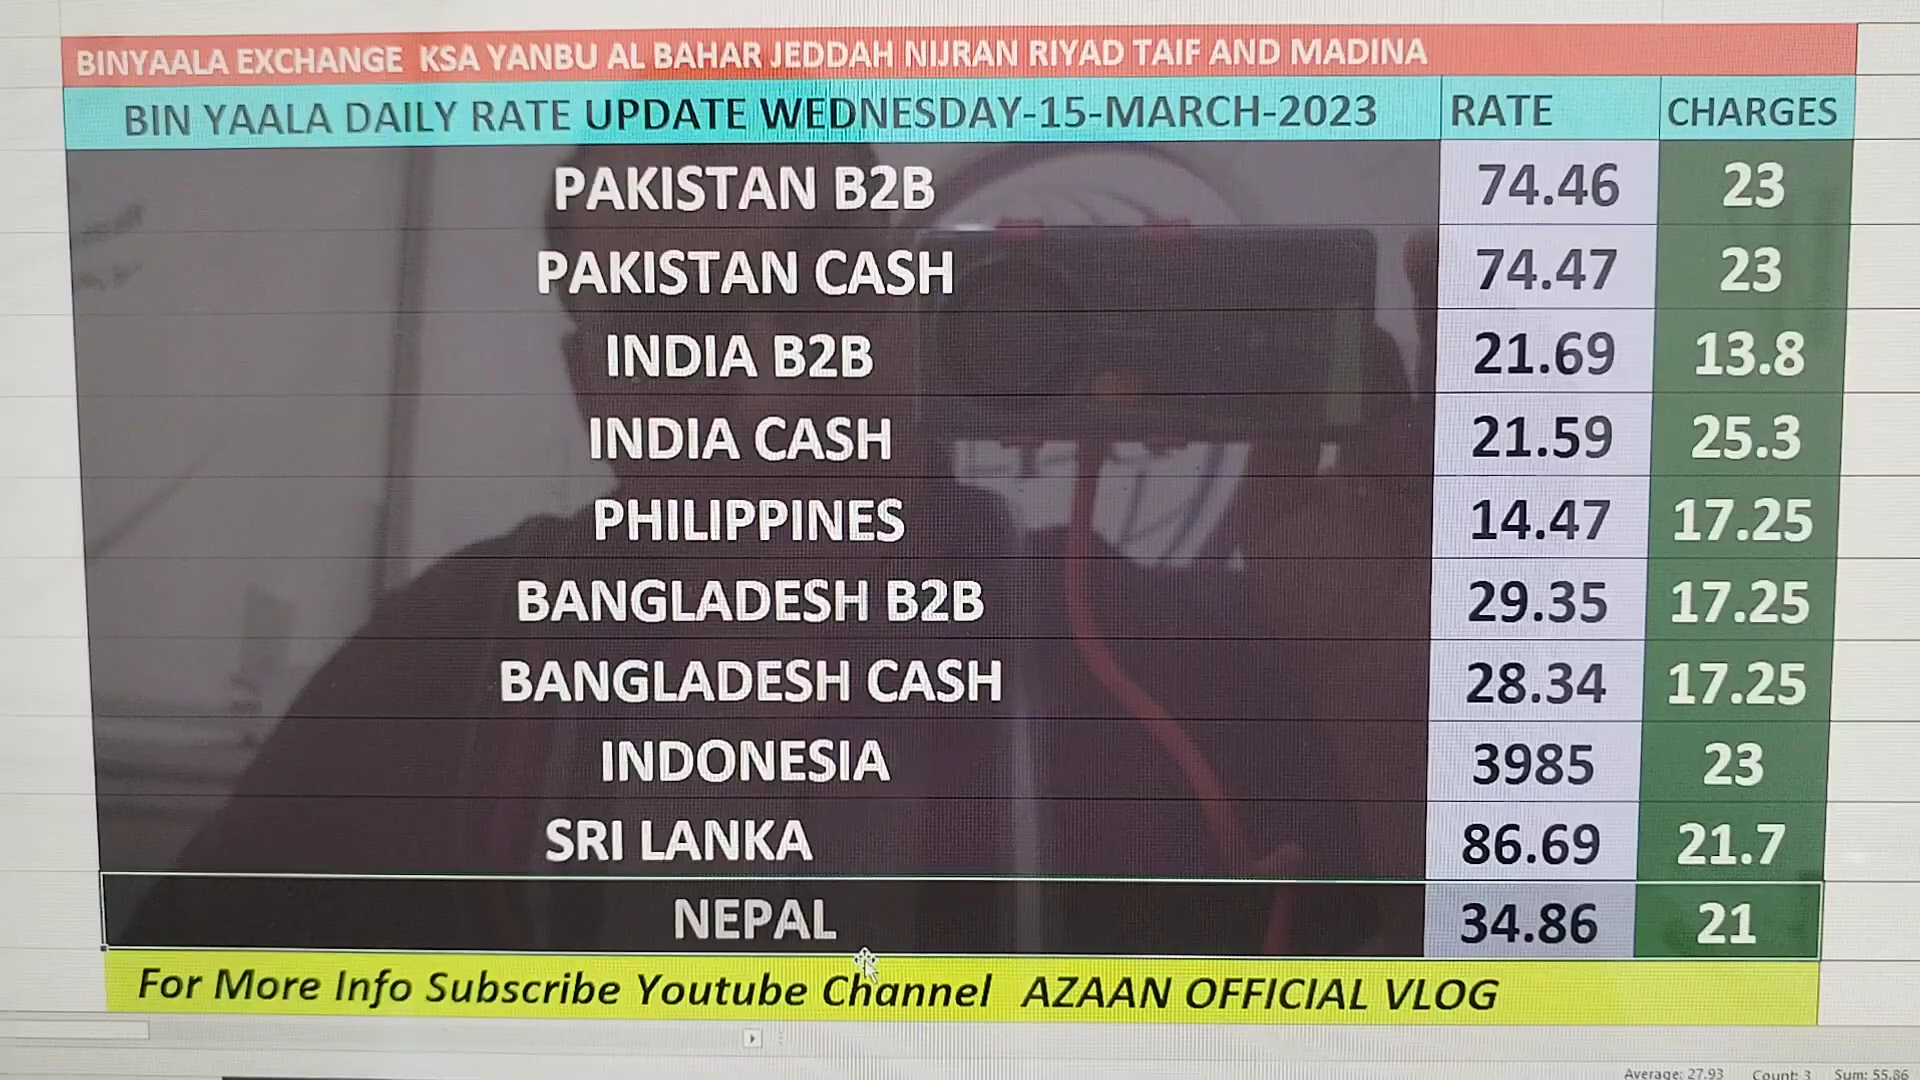 BINYAALA EXCHANGE KSA YANBU AL BAHAR JEDDAH NIJRAN RIYAD TAIF AND MADINA
BIN YAALA DAILY RATE UPDATE WEDNESDAY-15-MARCH-2023 RATE CHARGES
PAKISTAN B2B 74.46 23
PAKISTAN CASH 74.47 23
INDIA B2B 21.69 13.8
INDIA CASH 21.59 25.3
PHILIPPINES 14.47 17.25
BANGLADESH B2B 29.35 17.25
BANGLADESH CASH 28.34 17.25
INDONESIA 3985 23
SRI LANKA 86.69 21.7
NEPAL 34.86 21
For More Info Subscribe Youtube Channel AZAAN OFFICIAL VLOG
Average: 27.93 Count: 3 Sum: 55.86